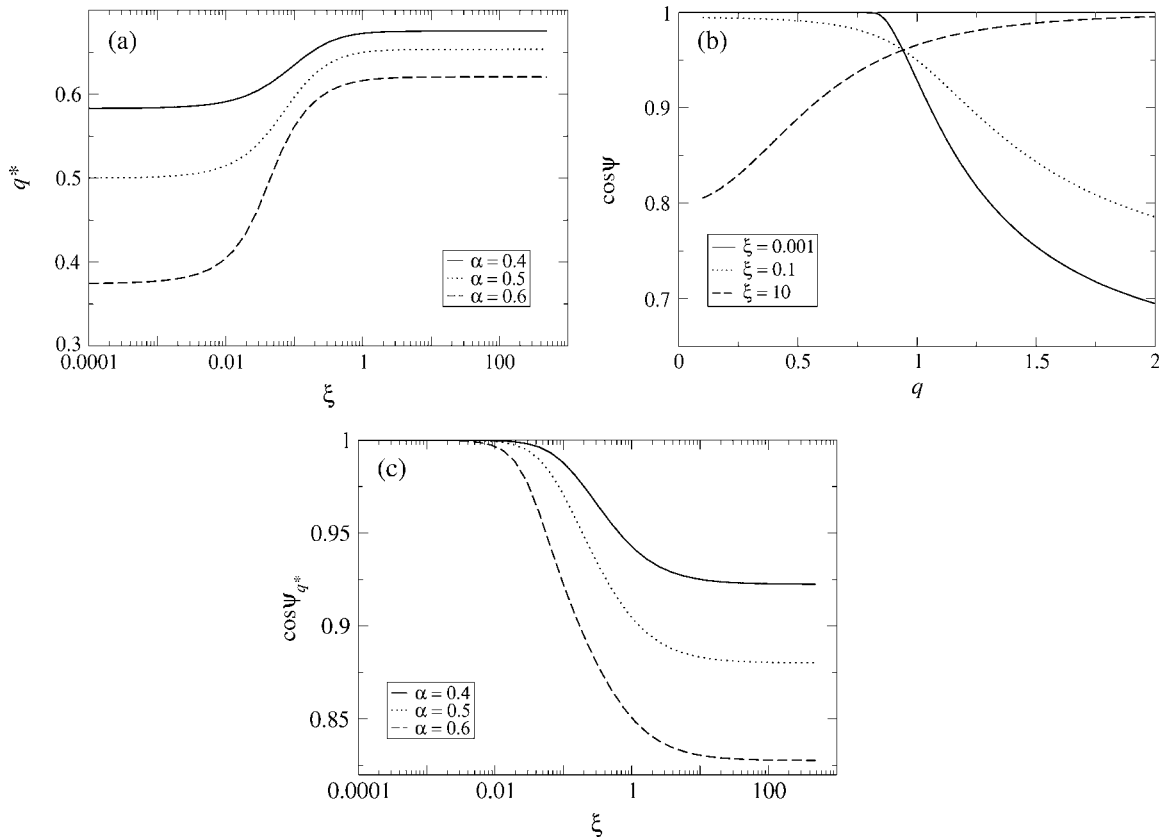 (a)
q*
0.6
0.5
0.4
0.3
0.0001
0.01
1
100
ξ
α = 0.4
α = 0.5
α = 0.6
(b)
cosψ
1
0.9
0.8
0.7
0
0.5
1
1.5
2
q
ξ = 0.001
ξ = 0.1
ξ = 10
(c)
cosψq*
1
0.95
0.9
0.85
0.0001
0.01
1
100
ξ
α = 0.4
α = 0.5
α = 0.6